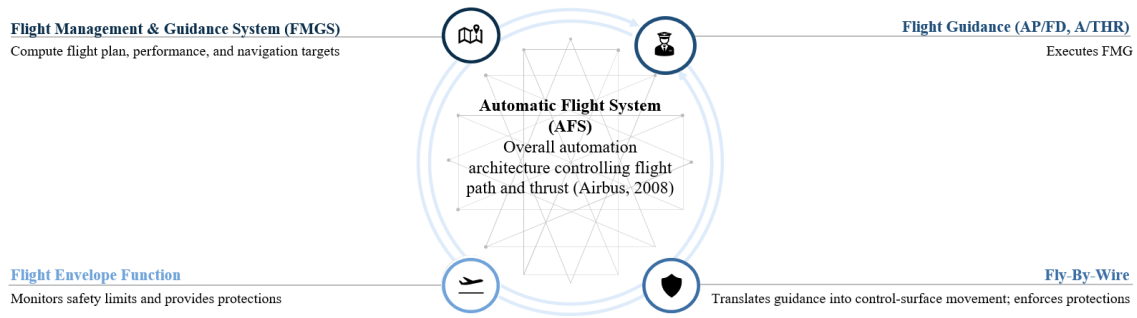 Flight Management & Guidance System (FMGS)
Compute flight plan, performance, and navigation targets
Flight Guidance (AP/FD, A/THR)
Executes FMG
Automatic Flight System
(AFS)
Overall automation
architecture controlling flight
path and thrust (Airbus, 2008)
Flight Envelope Function
Monitors safety limits and provides protections
Fly-By-Wire
Translates guidance into control-surface movement; enforces protections